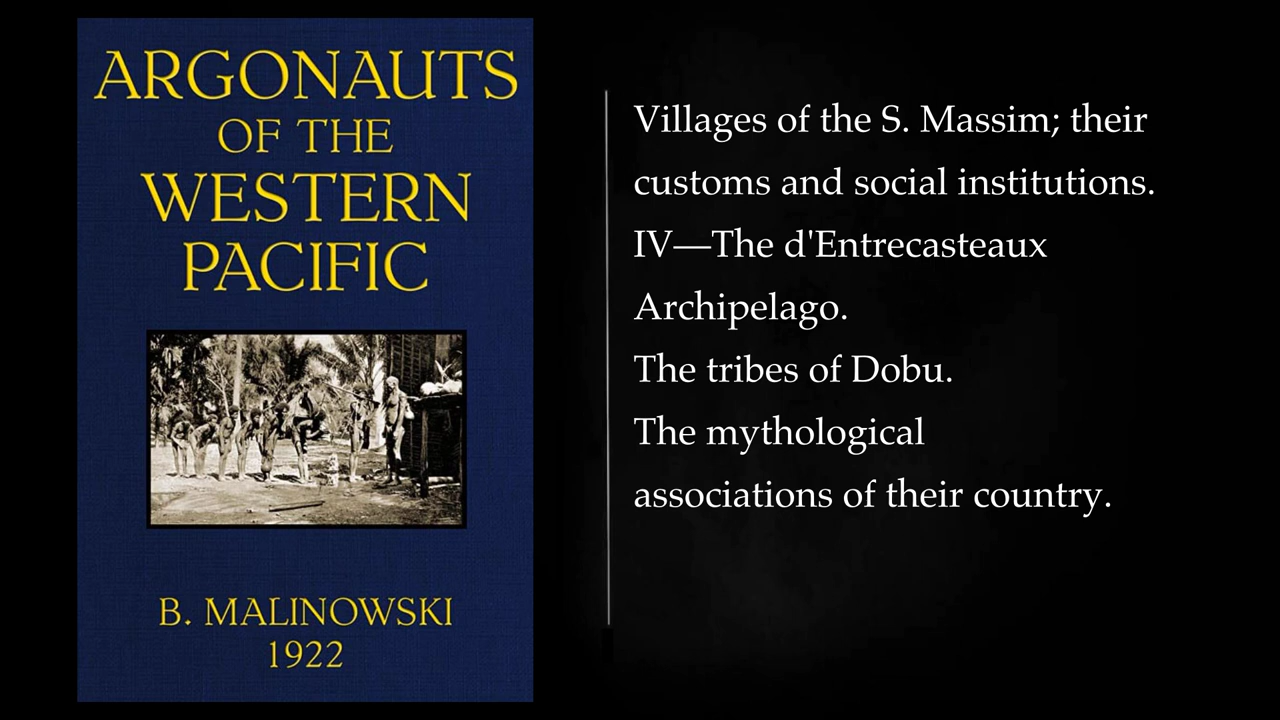 ARGONAUTS
OF THE
WESTERN
PACIFIC
B. MALINOWSKI
1922
Villages of the S. Massim; their
customs and social institutions.
IV—The d'Entrecasteaux
Archipelago.
The tribes of Dobu.
The mythological
associations of their country.